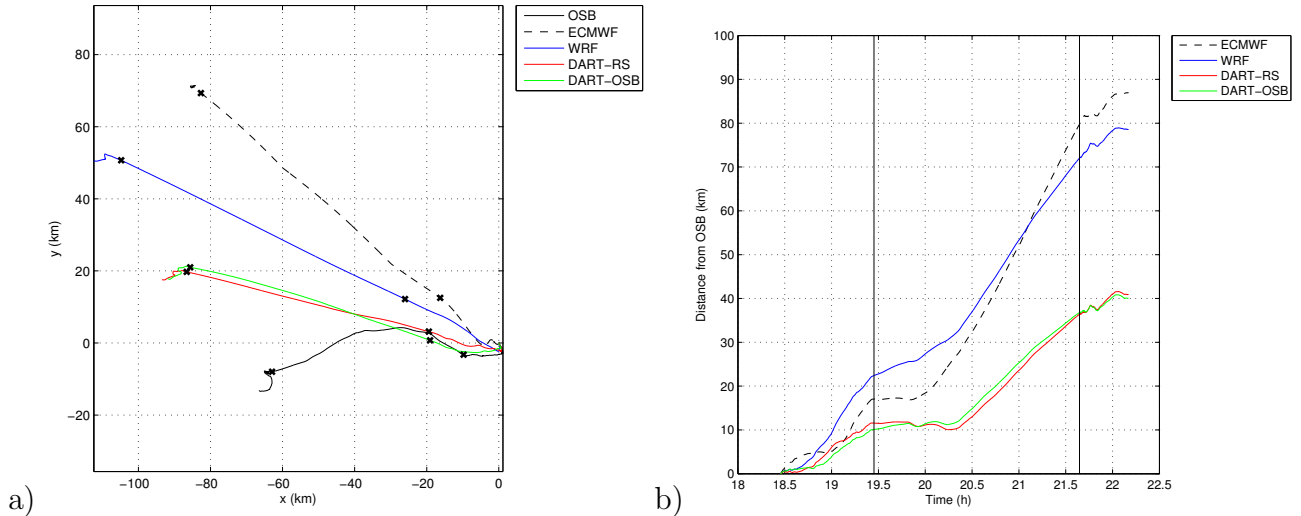 OSB
ECMWF
WRF
DART−RS
DART−OSB
80
60
40
20
0
−20
y (km)
−100 −80 −60 −40 −20 0
x (km)
a)
ECMWF
WRF
DART−RS
DART−OSB
100
90
80
70
60
50
40
30
20
10
0
Distance from OSB (km)
18 18.5 19 19.5 20 20.5 21 21.5 22 22.5
Time (h)
b)